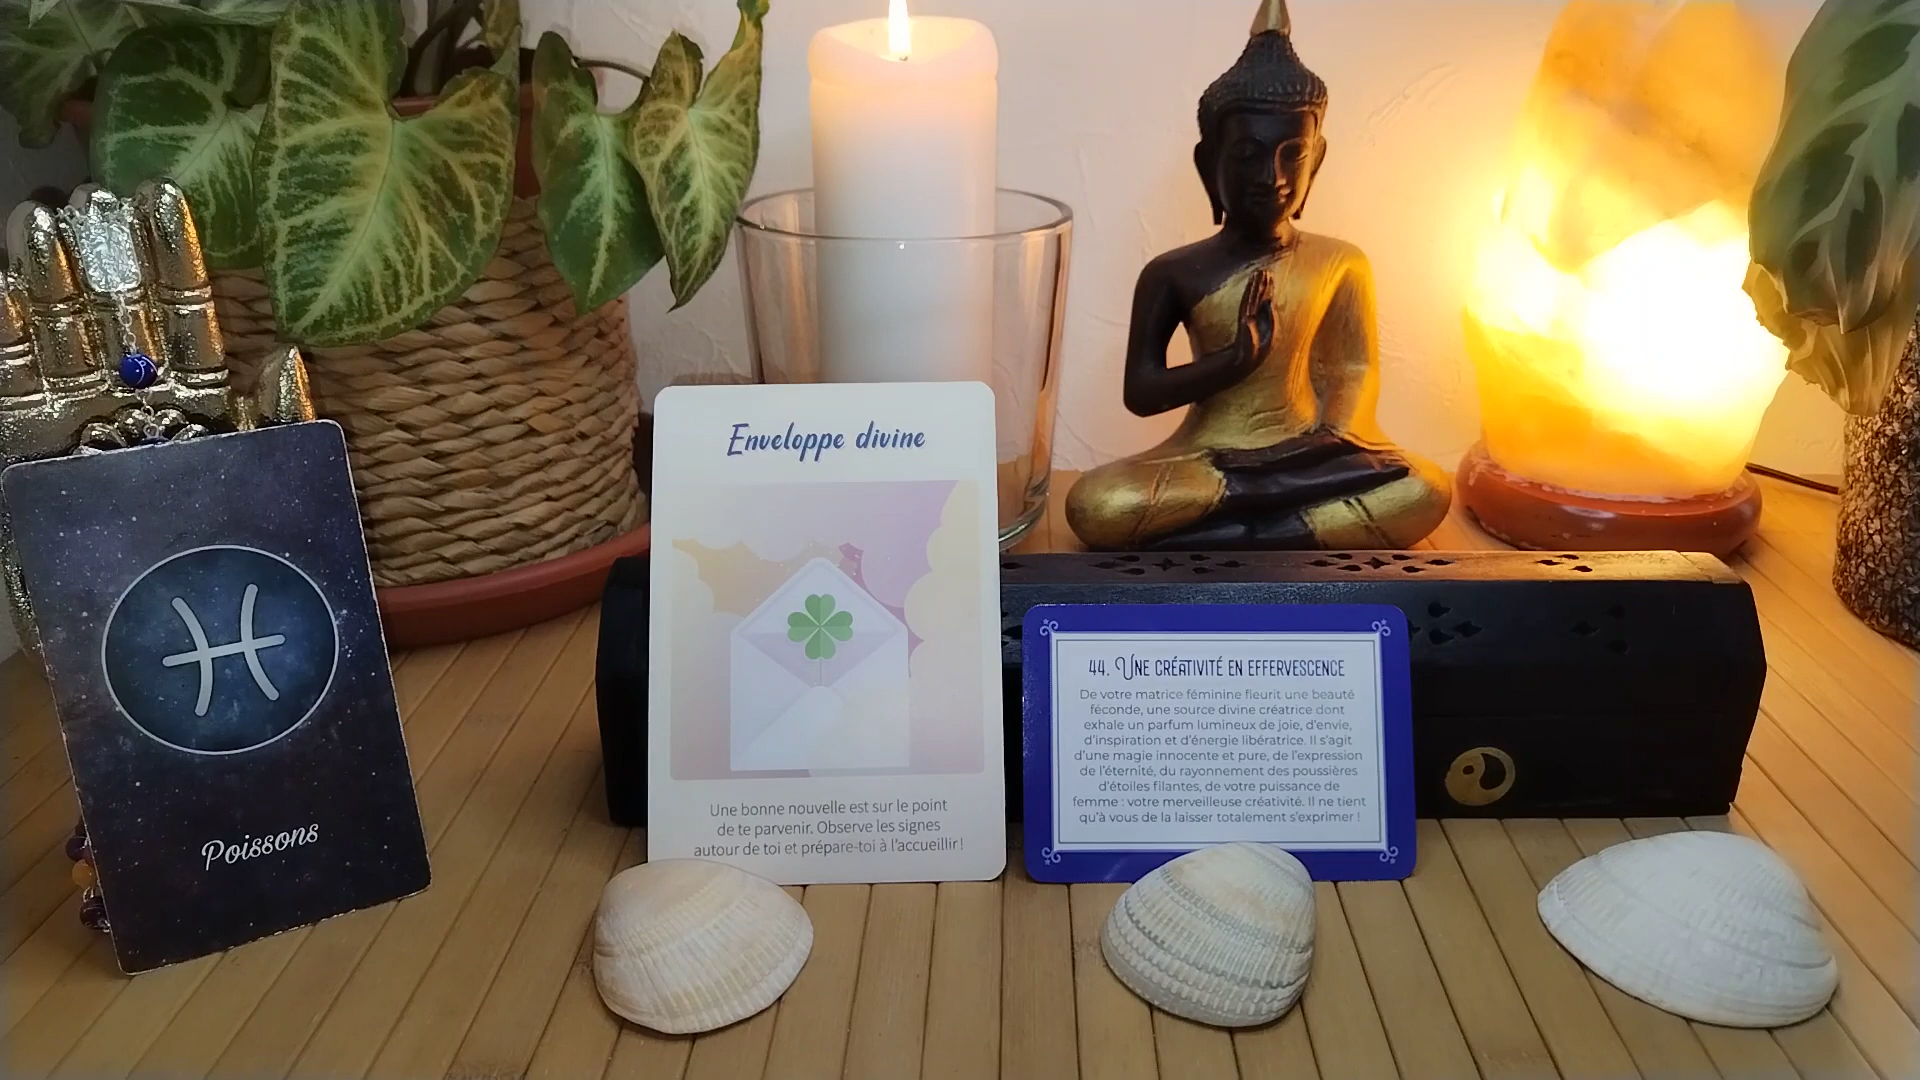 Poissons
Enveloppe divine
Une bonne nouvelle est sur le point
de te parvenir. Observe les signes
autour de toi et prépare-toi à l'accueillir !
44. Une créativité en effervescence
De votre matrice féminine fleurit une beauté
féconde, une source divine créatrice dont
exhale un parfum lumineux de joie, d'envie,
d'inspiration et d'énergie libératrice. Il s'agit
d'une magie innocente et pure, de l'expression
de l'éternité, du rayonnement des poussières
d'étoiles filantes, de votre puissance de
femme : votre merveilleuse créativité. Il ne tient
qu'à vous de la laisser totalement s'exprimer !